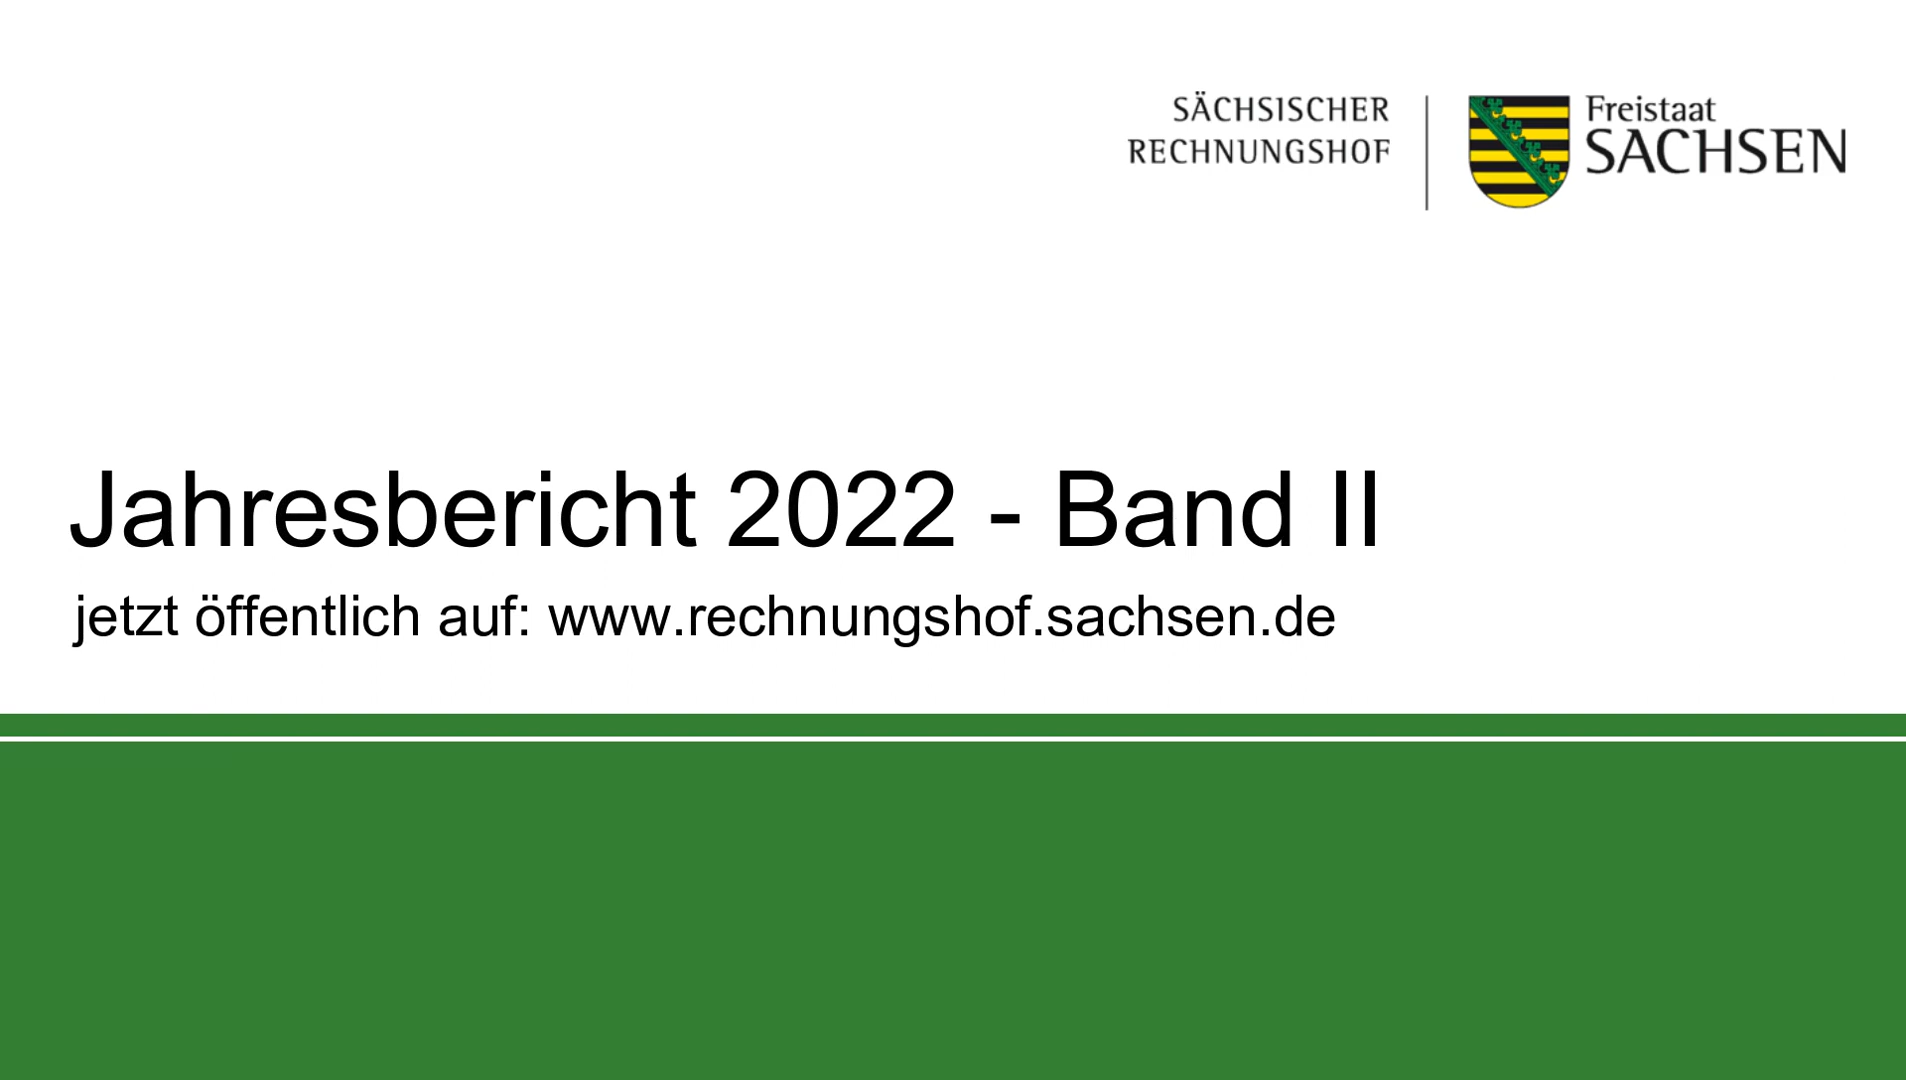 SÄCHSISCHER
RECHNUNGSHOF
Freistaat
SACHSEN
Jahresbericht 2022 - Band II
jetzt öffentlich auf: www.rechnungshof.sachsen.de